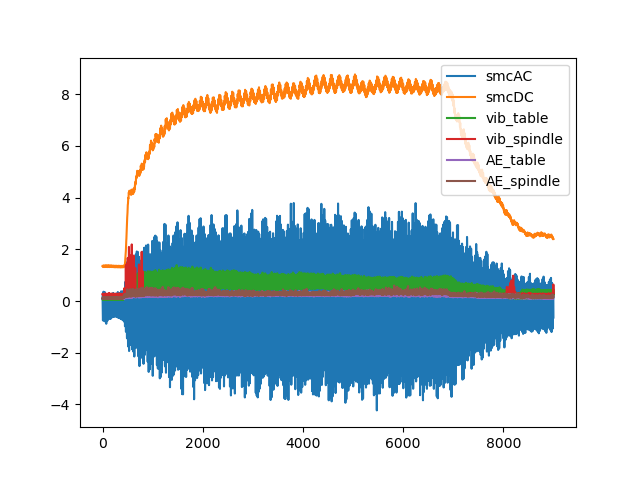 smcAC
smcDC
vib_table
vib_spindle
AE_table
AE_spindle
8
6
4
2
0
−2
−4
0 2000 4000 6000 8000